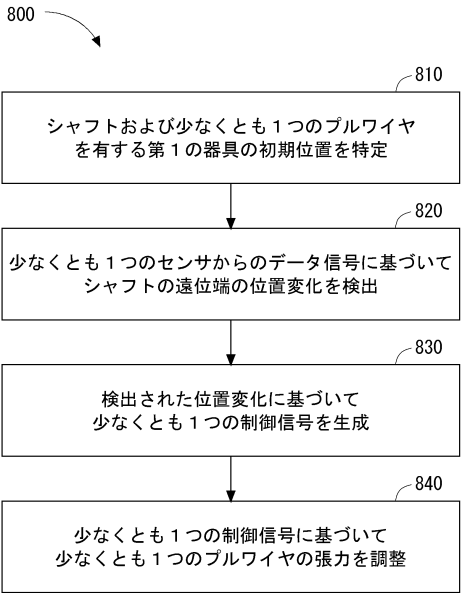 800
810
シャフトおよび少なくとも１つのプルワイヤ
を有する第１の器具の初期位置を特定
820
少なくとも１つのセンサからのデータ信号に基づいて
シャフトの遠位端の位置変化を検出
830
検出された位置変化に基づいて
少なくとも１つの制御信号を生成
840
少なくとも１つの制御信号に基づいて
少なくとも１つのプルワイヤの張力を調整